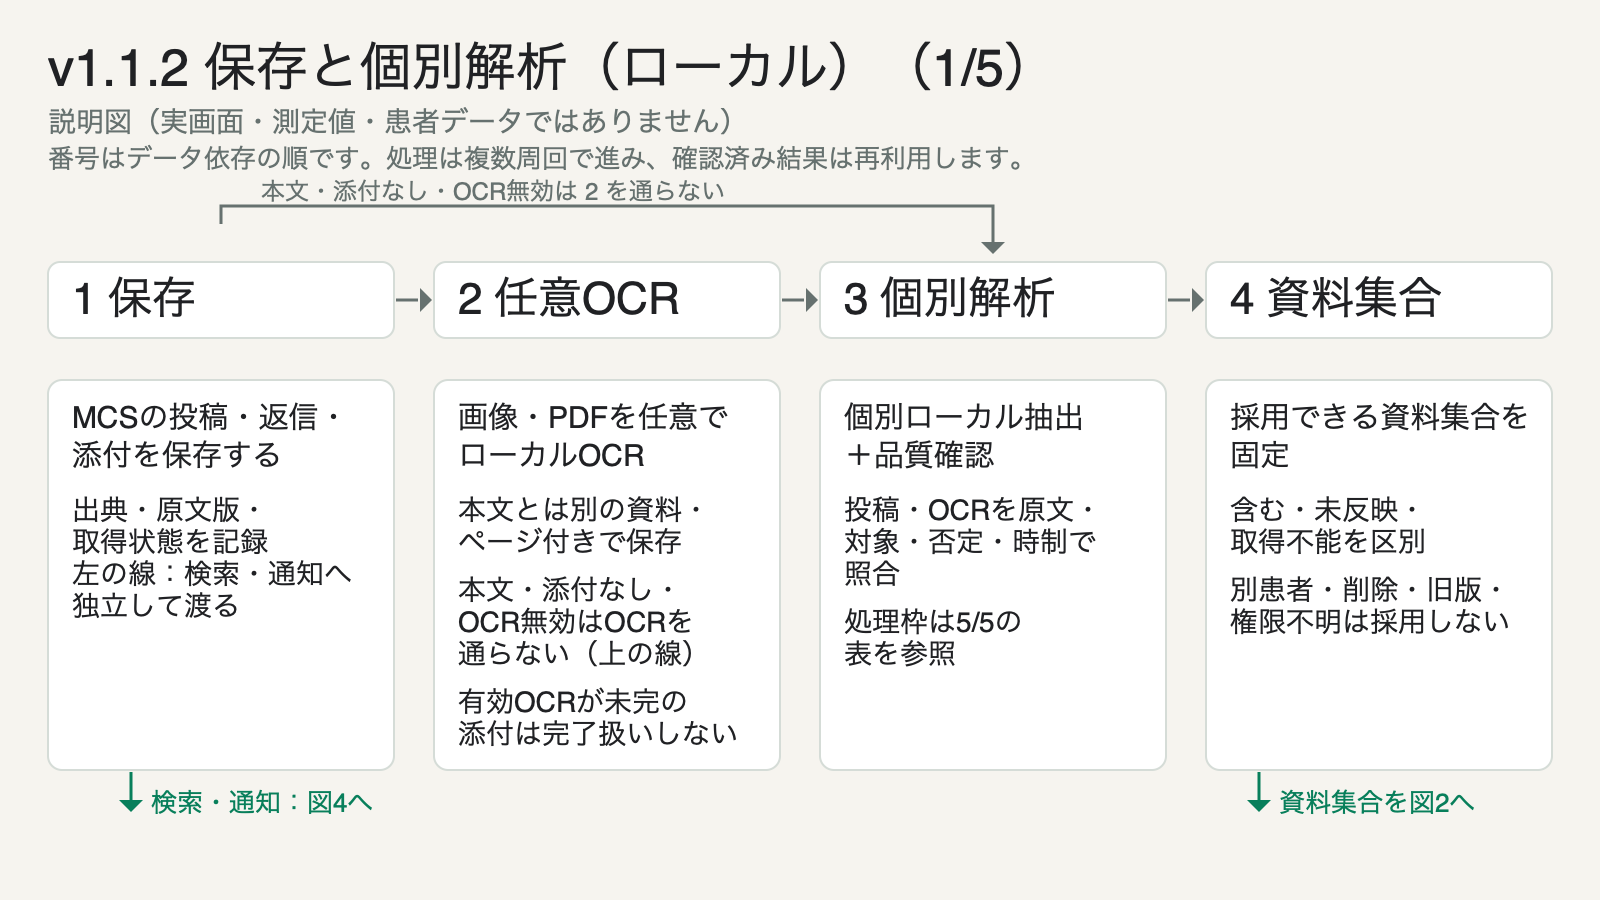 v1.1.2 保存と個別解析（ローカル）（1/5）
説明図（実画面・測定値・患者データではありません）
番号はデータ依存の順です。処理は複数周回で進み、確認済み結果は再利用します。
本文・添付なし・OCR無効は 2 を通らない
1 保存
2 任意OCR
3 個別解析
4 資料集合
MCSの投稿・返信・
添付を保存する
出典・原文版・
取得状態を記録
左の線：検索・通知へ
独立して渡る
画像・PDFを任意で
ローカルOCR
本文とは別の資料・
ページ付きで保存
本文・添付なし・
OCR無効はOCRを
通らない（上の線）
有効OCRが未完の
添付は完了扱いしない
個別ローカル抽出
＋品質確認
投稿・OCRを原文・
対象・否定・時制で
照合
処理枠は5/5の
表を参照
採用できる資料集合を
固定
含む・未反映・
取得不能を区別
別患者・削除・旧版・
権限不明は採用しない
検索・通知：図4へ
資料集合を図2へ